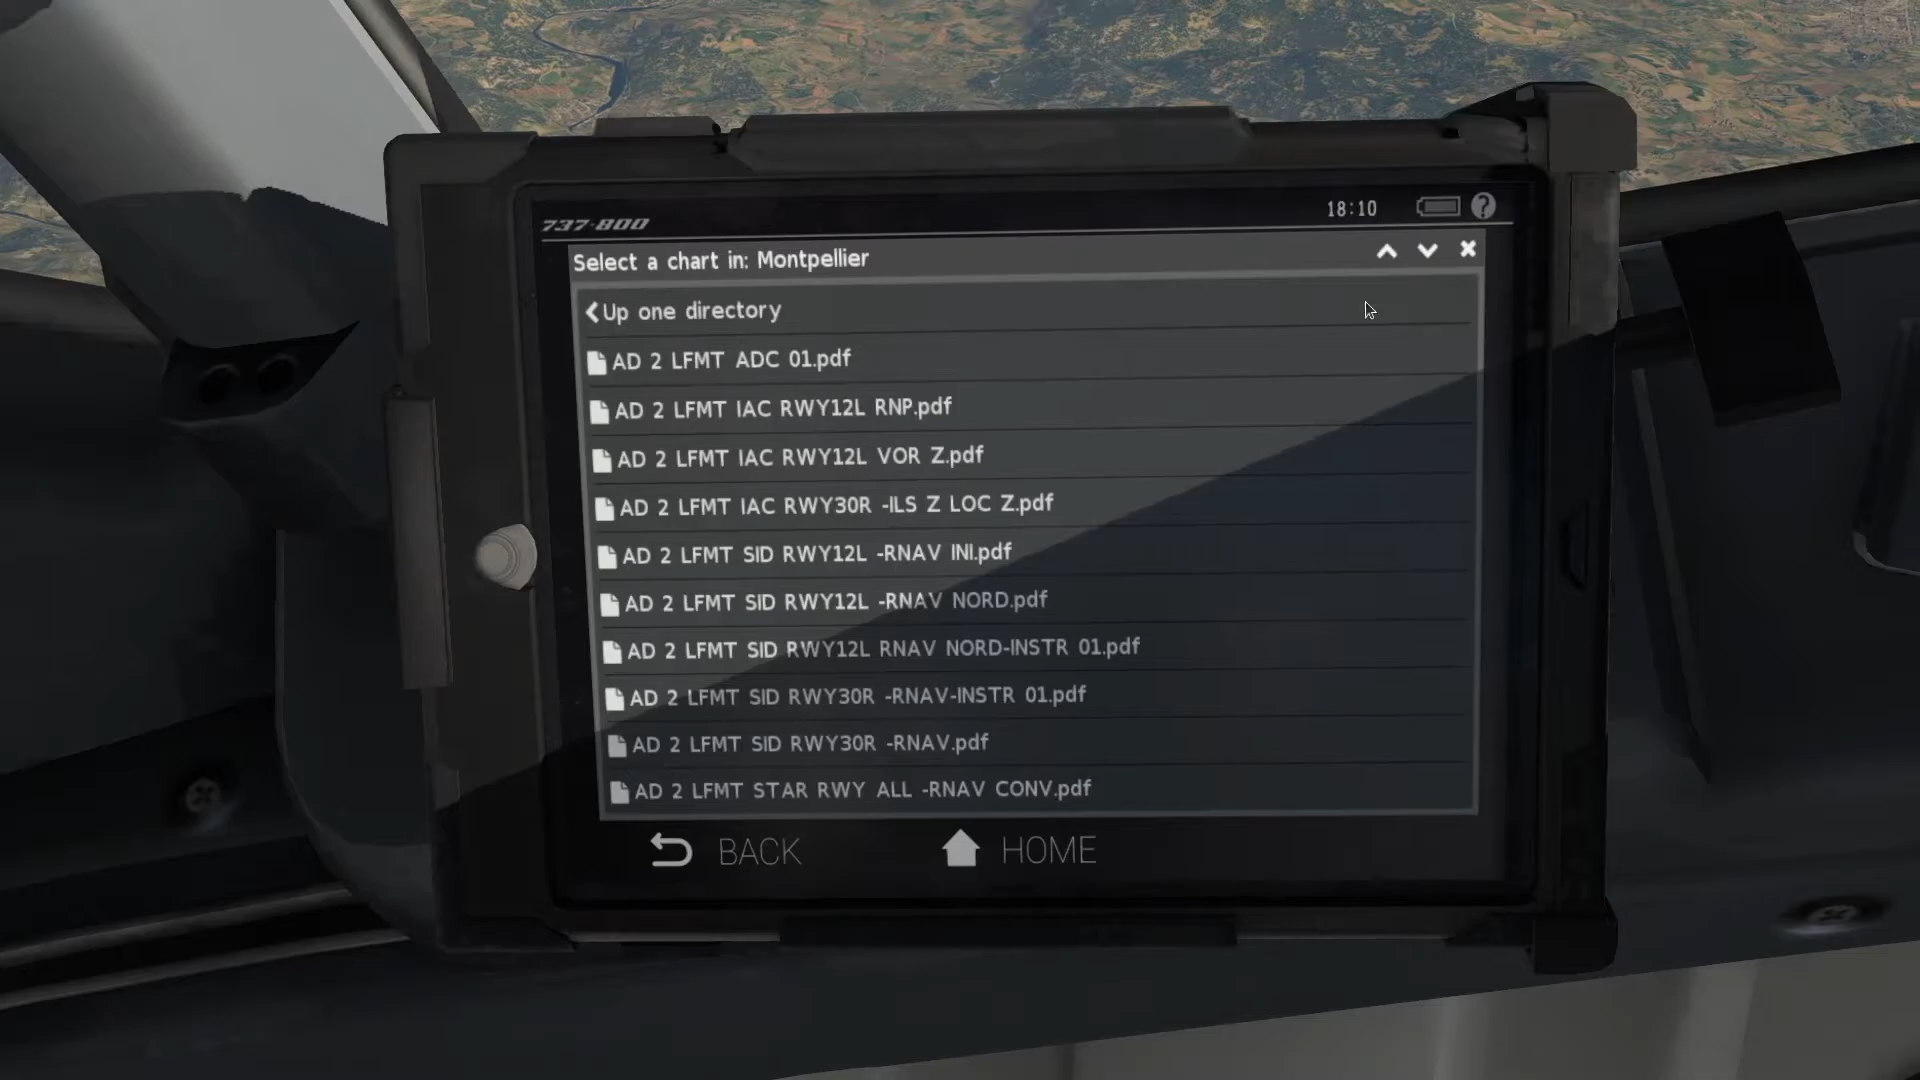 737-800
18:10
Select a chart in: Montpellier
Up one directory
AD 2 LFMT ADC 01.pdf
AD 2 LFMT IAC RWY12L RNP.pdf
AD 2 LFMT IAC RWY12L VOR Z.pdf
AD 2 LFMT IAC RWY30R -ILS Z LOC Z.pdf
AD 2 LFMT SID RWY12L -RNAV INI.pdf
AD 2 LFMT SID RWY12L -RNAV NORD.pdf
AD 2 LFMT SID RWY12L RNAV NORD-INSTR 01.pdf
AD 2 LFMT SID RWY30R -RNAV-INSTR 01.pdf
AD 2 LFMT SID RWY30R -RNAV.pdf
AD 2 LFMT STAR RWY ALL -RNAV CONV.pdf
BACK HOME